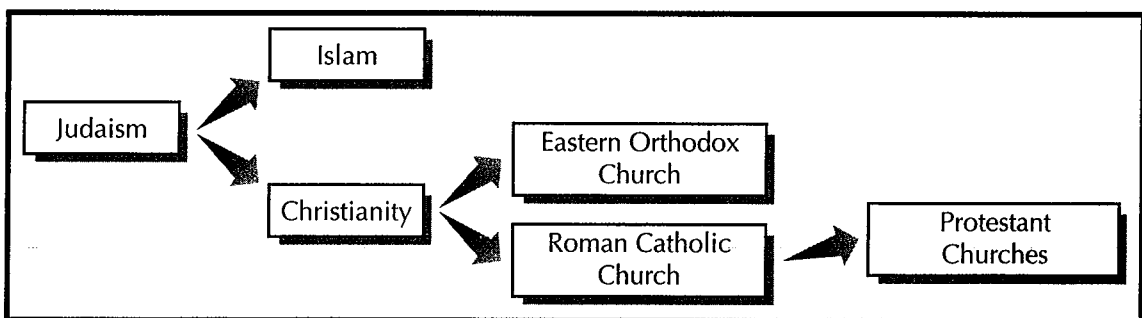 Islam
Judaism
Eastern Orthodox
Church
Christianity
Roman Catholic
Church
Protestant
Churches